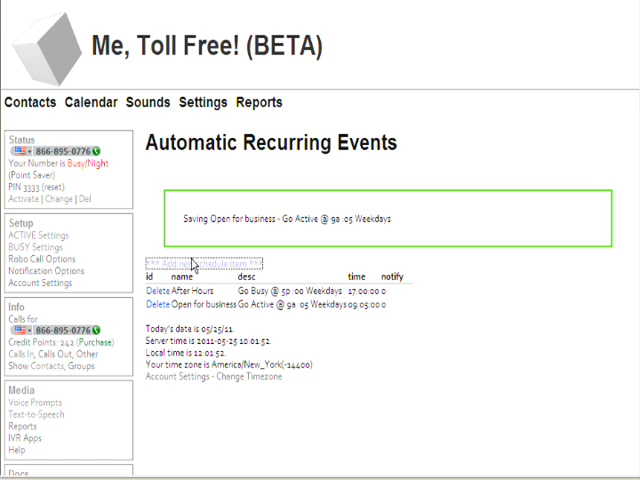 Me, Toll Free! (BETA)
Contacts Calendar Sounds Settings Reports
Status
866-895-0776
Your Number is Busy/Night
(Point Saver)
PIN 3333 (reset)
Activate | Change | Del
Setup
ACTIVE Settings
BUSY Settings
Robo Call Options
Notification Options
Account Settings
Info
Calls for
866-895-0776
Credit Points: 242 (Purchase)
Calls In, Calls Out, Other
Show Contacts, Groups
Media
Voice Prompts
Text-to-Speech
Reports
IVR Apps
Help
Docs
Automatic Recurring Events
Saving Open for business - Go Active @ 9a :05 Weekdays
*** Add new schedule item ***
id name desc time notify
Delete After Hours Go Busy @ 5p :00 Weekdays 17:00:00 0
Delete Open for business Go Active @ 9a :05 Weekdays 09:05:00 0
Today's date is 05/25/11.
Server time is 2011-05-25 10:01:52.
Local time is 12:01:52.
Your time zone is America/New_York(-14400)
Account Settings - Change Timezone